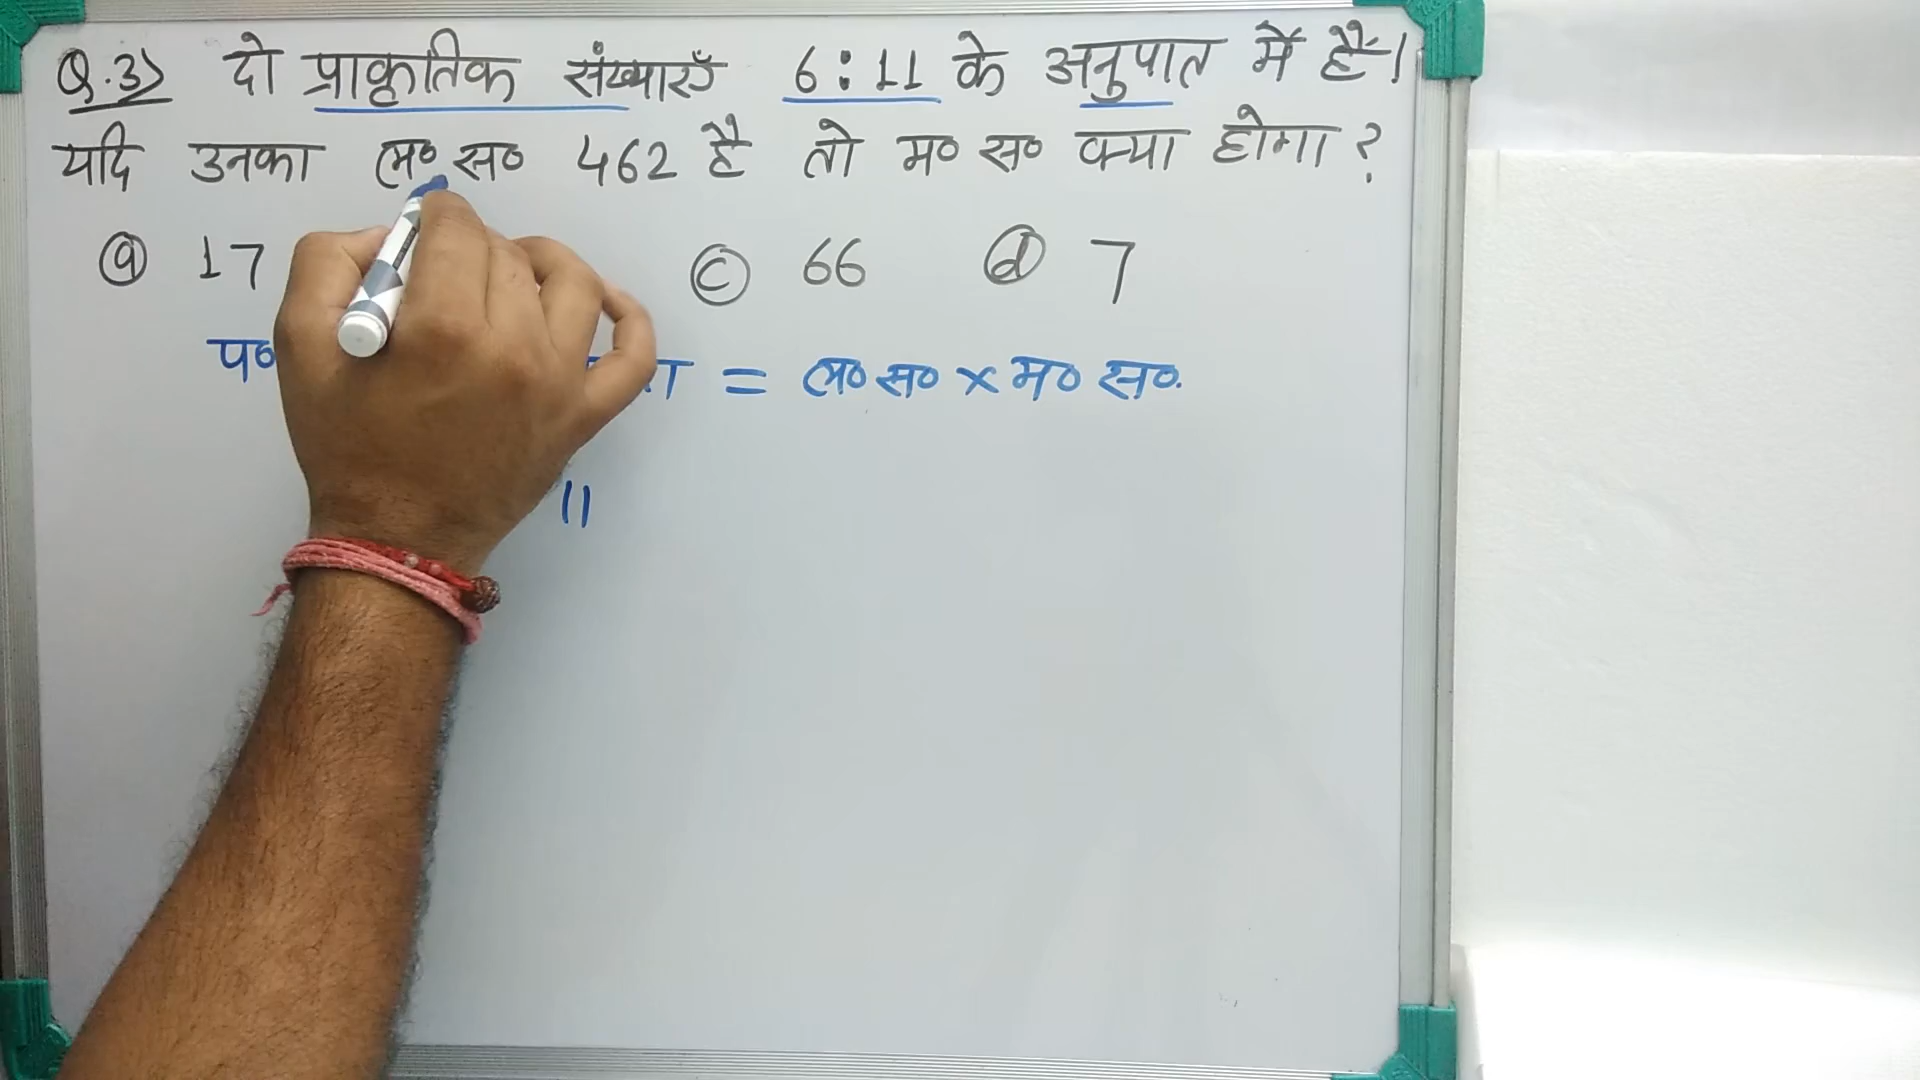 Q.3) दो प्राकृतिक संख्याएँ 6:11 के अनुपात में हैं।
यदि उनका ल० स० 462 है तो म० स० क्या होगा ?
ⓐ 17 ⓒ 66 ⓓ 7
प० = ल० स० × म० स०.
11